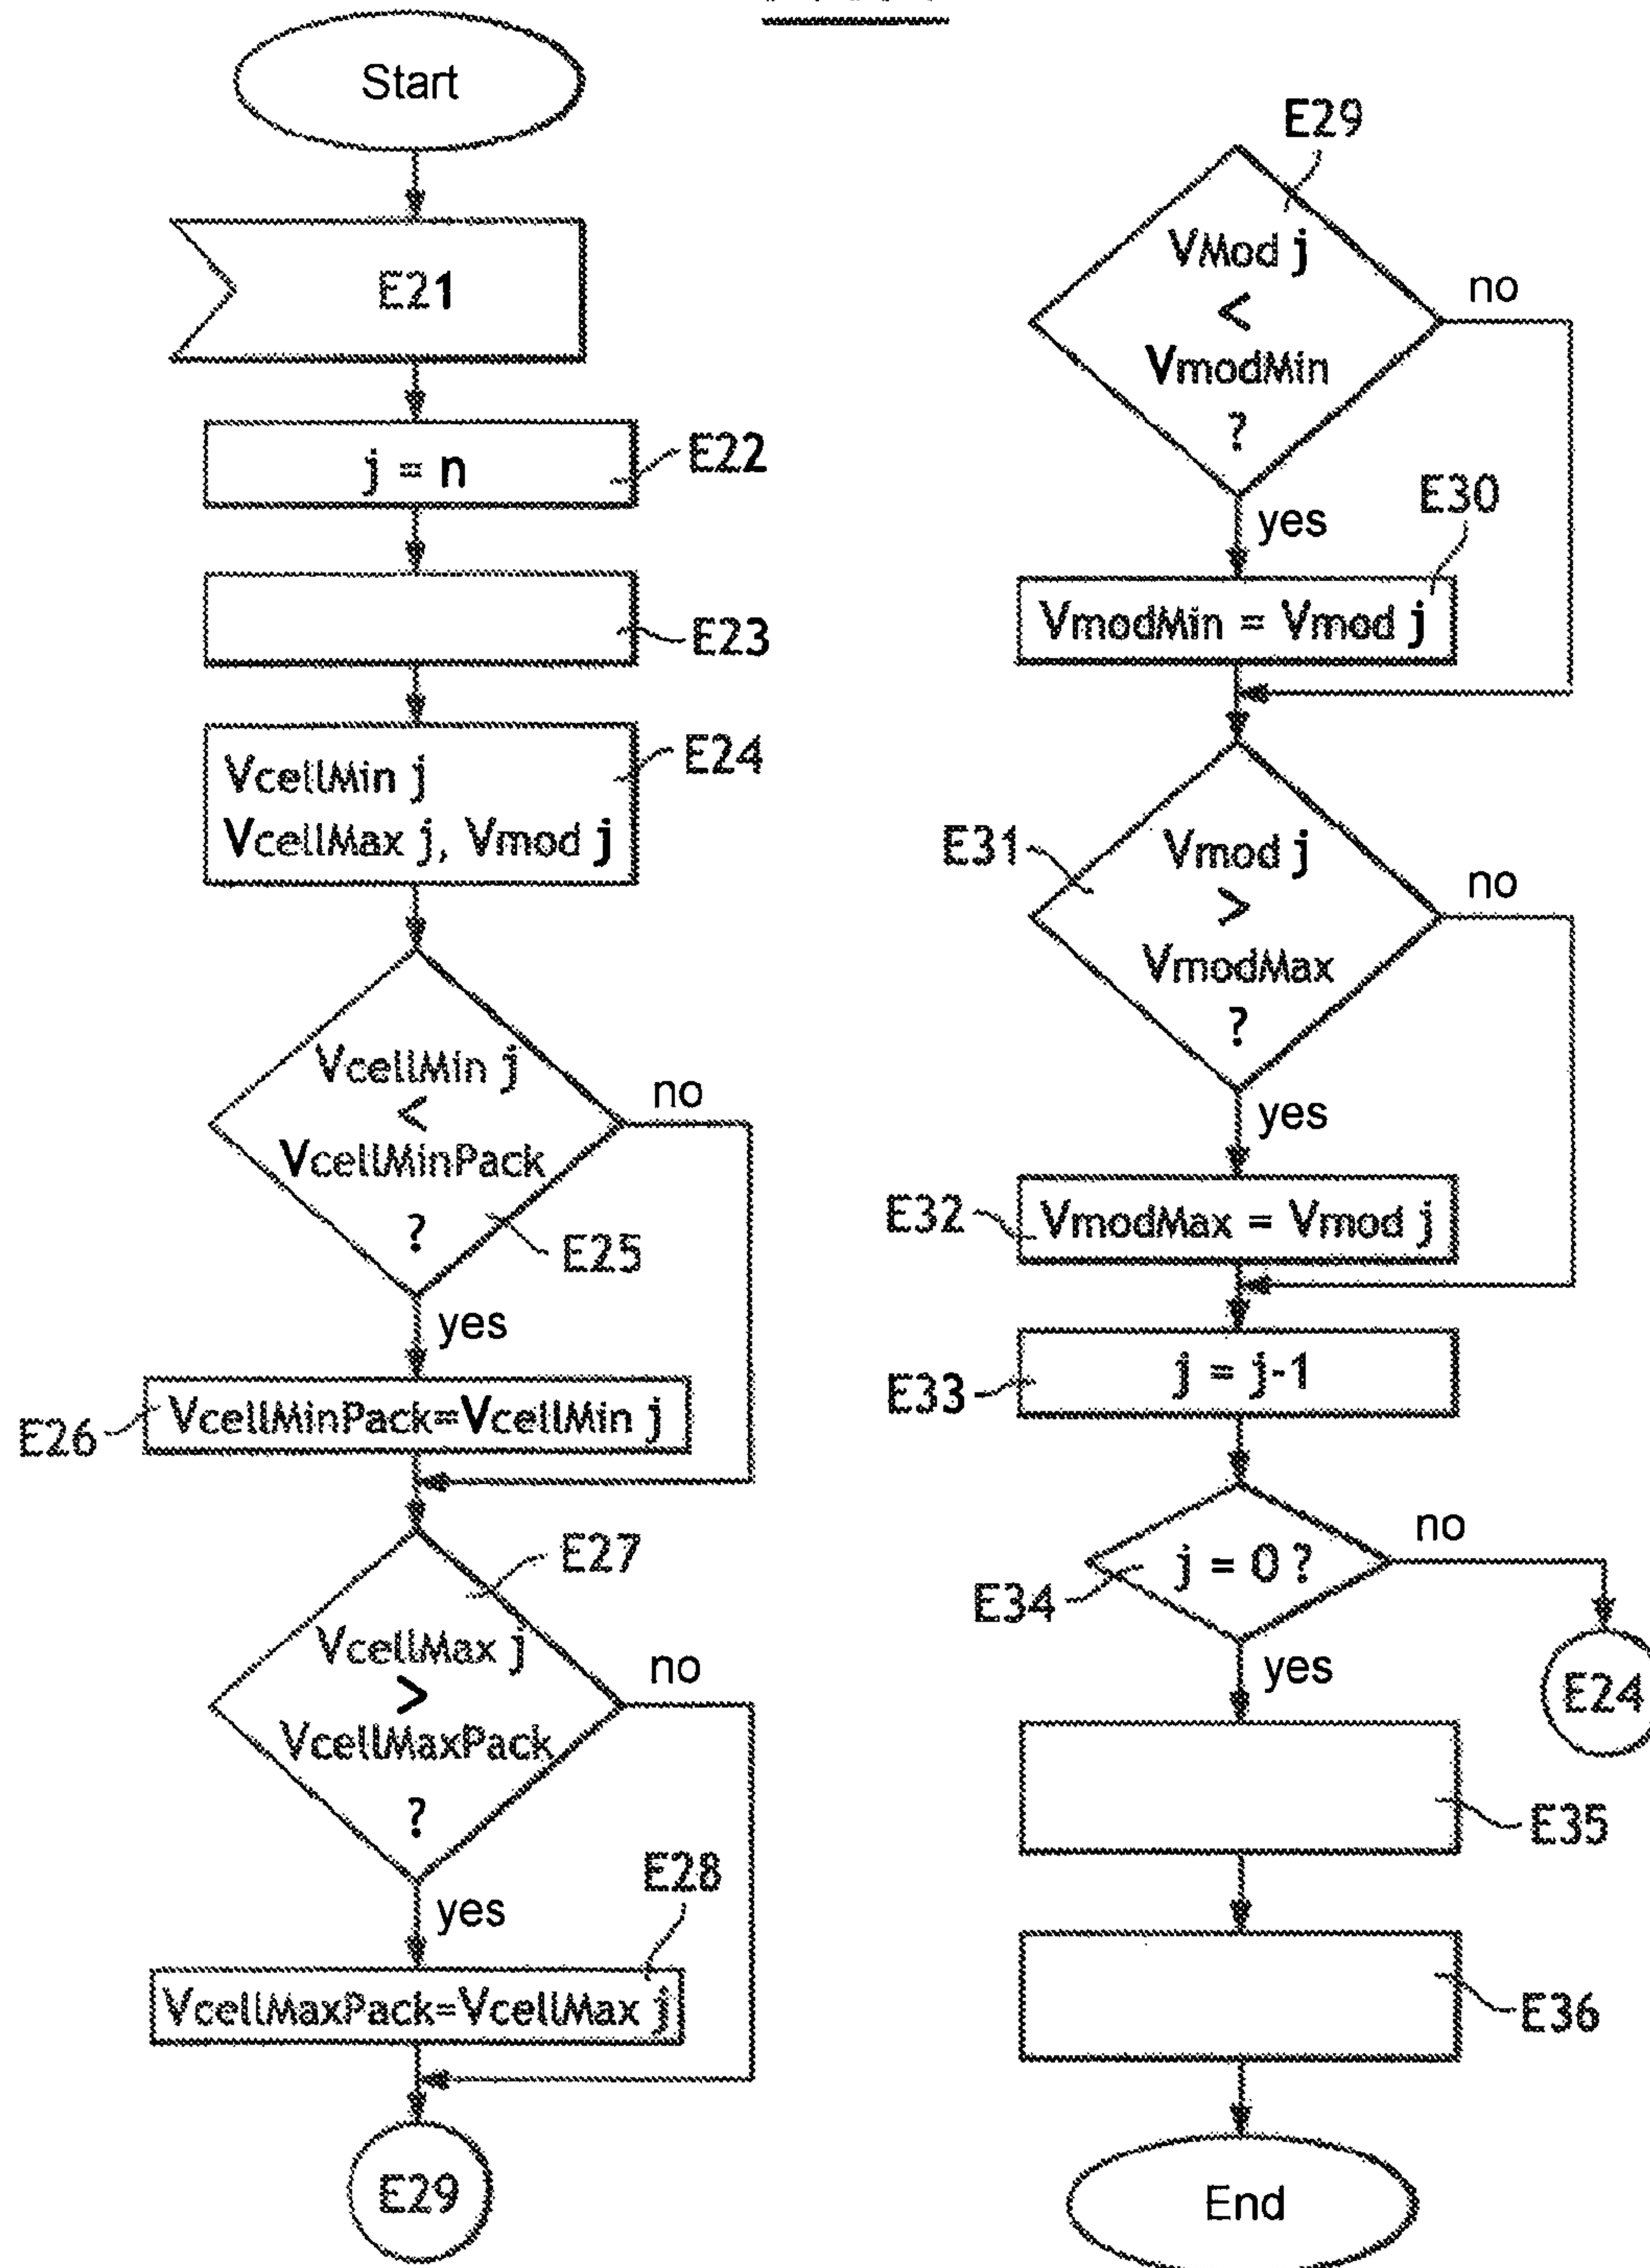 Start
E21
j = n
E22
E23
VcellMin j
VcellMax j, Vmod j
E24
VcellMin j
<
VcellMinPack
?
E25
no
yes
E26
VcellMinPack=VcellMin j
E27
VcellMax j
>
VcellMaxPack
?
no
yes
E28
VcellMaxPack=VcellMax j
E29
E29
VMod j
<
VmodMin
?
no
yes
E30
VmodMin = Vmod j
E31
Vmod j
>
VmodMax
?
no
yes
E32
VmodMax = Vmod j
E33
j = j-1
E34
j = 0 ?
no
yes
E24
E35
E36
End